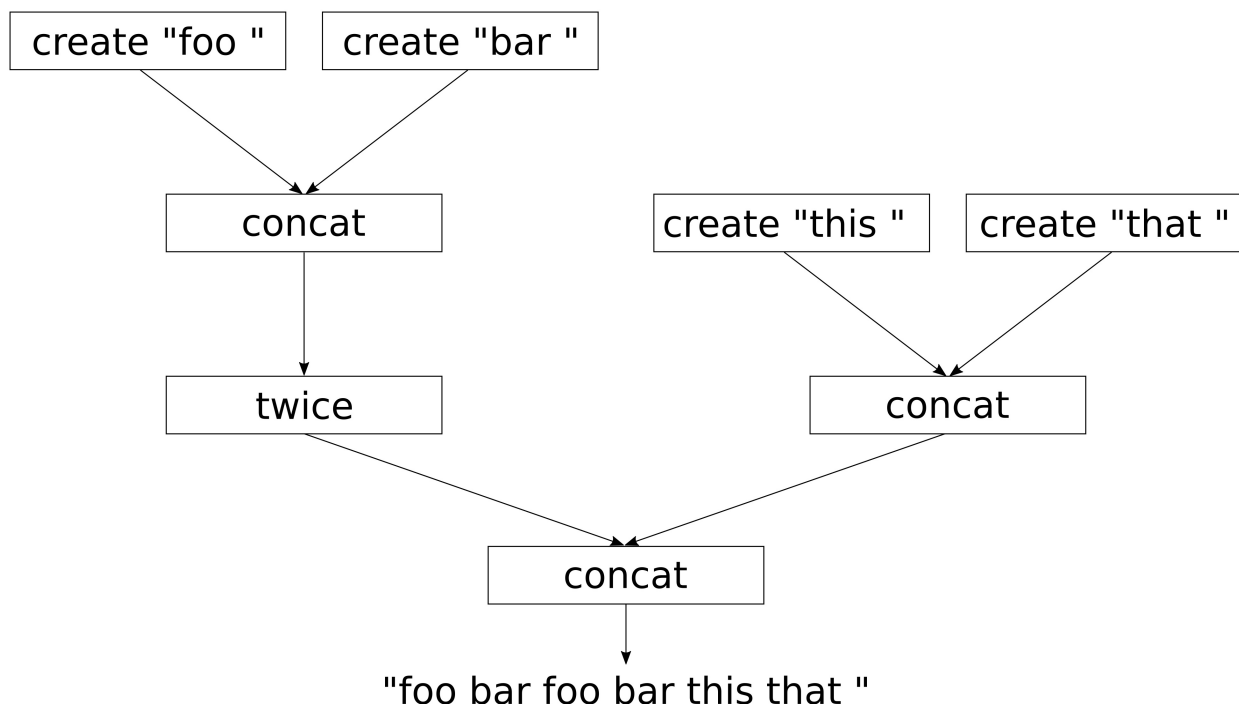 create "foo "
create "bar "
concat
create "this "
create "that "
twice
concat
concat
"foo bar foo bar this that "